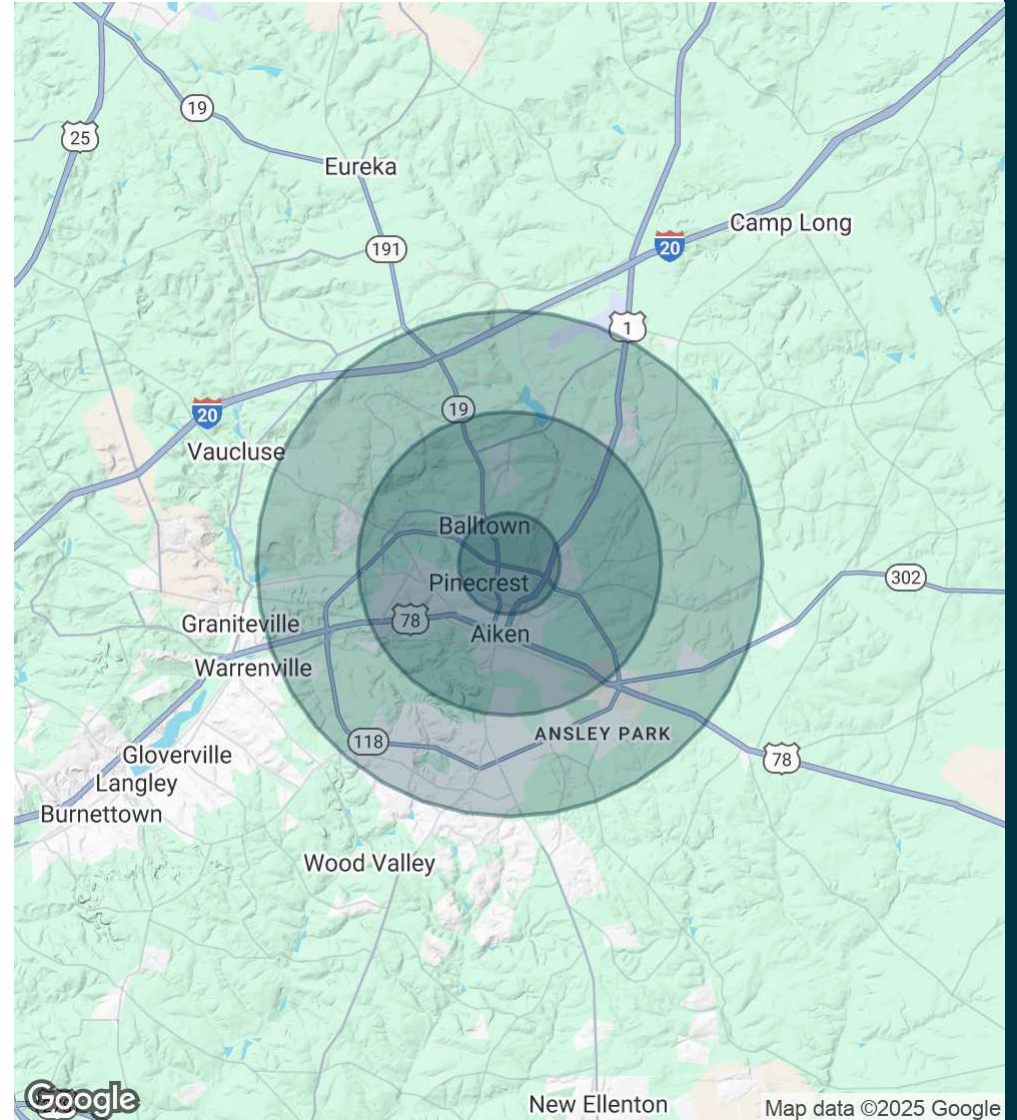 19
25
Eureka
Camp Long
191
20
1
19
20
Vaucluse
Balltown
Pinecrest
302
78
Graniteville
Aiken
Warrenville
118
ANSLEY PARK
Gloverville
78
Langley
Burnettown
Wood Valley
Google
New Ellenton
Map data ©2025 Google